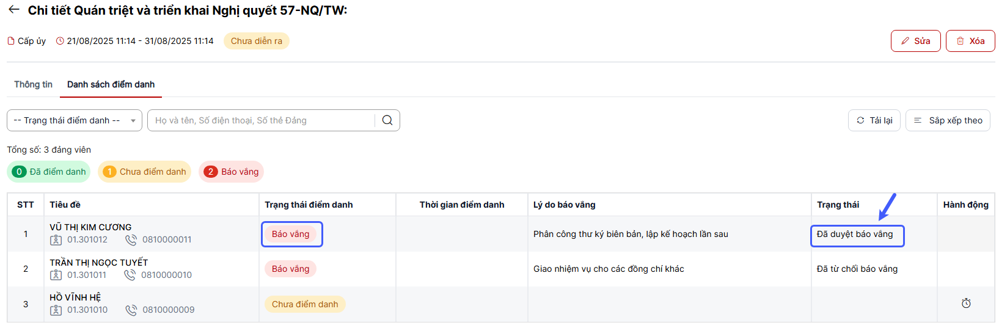 Chi tiết Quán triệt và triển khai Nghị quyết 57-NQ/TW:
Cấp ủy 21/08/2025 11:14 - 31/08/2025 11:14 Chưa diễn ra Sửa Xóa
Thông tin Danh sách điểm danh
-- Trạng thái điểm danh -- Họ và tên, Số điện thoại, Số thẻ Đảng Tải lại Sắp xếp theo
Tổng số: 3 đảng viên
0 Đã điểm danh 1 Chưa điểm danh 2 Báo vắng
STT Tiêu đề Trạng thái điểm danh Thời gian điểm danh Lý do báo vắng Trạng thái Hành động
VŨ THỊ KIM CƯƠNG
1 Báo vắng Phân công thư ký biên bản, lập kế hoạch lần sau Đã duyệt báo vắng
01.301012 0810000011
TRẦN THỊ NGỌC TUYẾT
2 Báo vắng Giao nhiệm vụ cho các đồng chí khác Đã từ chối báo vắng
01.301011 0810000010
HỒ VĨNH HỆ
3 Chưa điểm danh
01.301010 0810000009